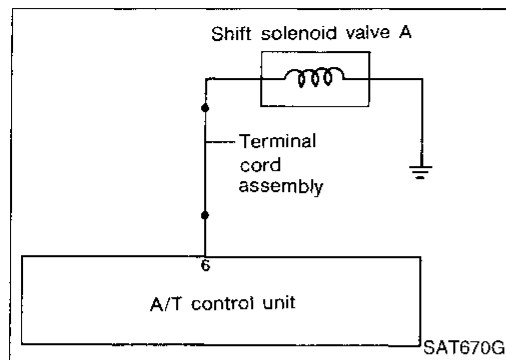 Shift solenoid valve A
Terminal
cord
assembly
6
A/T control unit
SAT670G